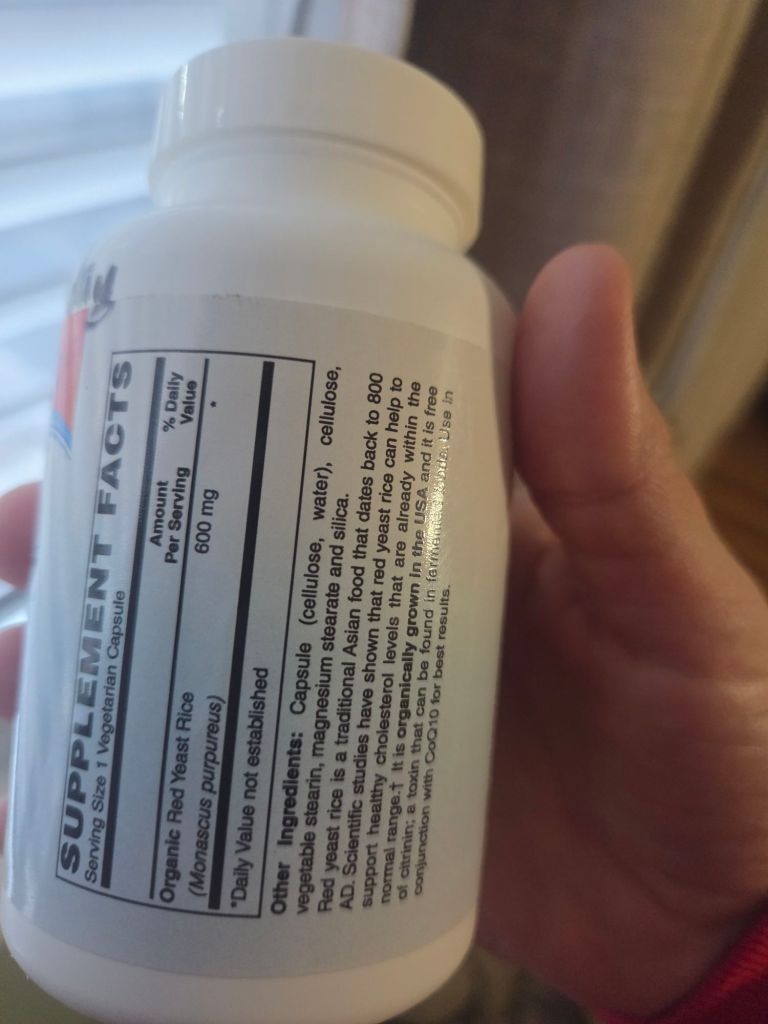 SUPPLEMENT FACTS
Serving Size 1 Vegetarian Capsule
Amount Per Serving
% Daily Value
Organic Red Yeast Rice 600 mg *
(Monascus purpureus)
*Daily Value not established
Other Ingredients: Capsule (cellulose, water), cellulose,
vegetable stearin, magnesium stearate and silica.
Red yeast rice is a traditional Asian food that dates back to 800
AD. Scientific studies have shown that red yeast rice can help to
support healthy cholesterol levels that are already within the
normal range.† It is organically grown in the USA and it is free
of citrinin; a toxin that can be found in Use in
conjunction with CoQ10 for best results.